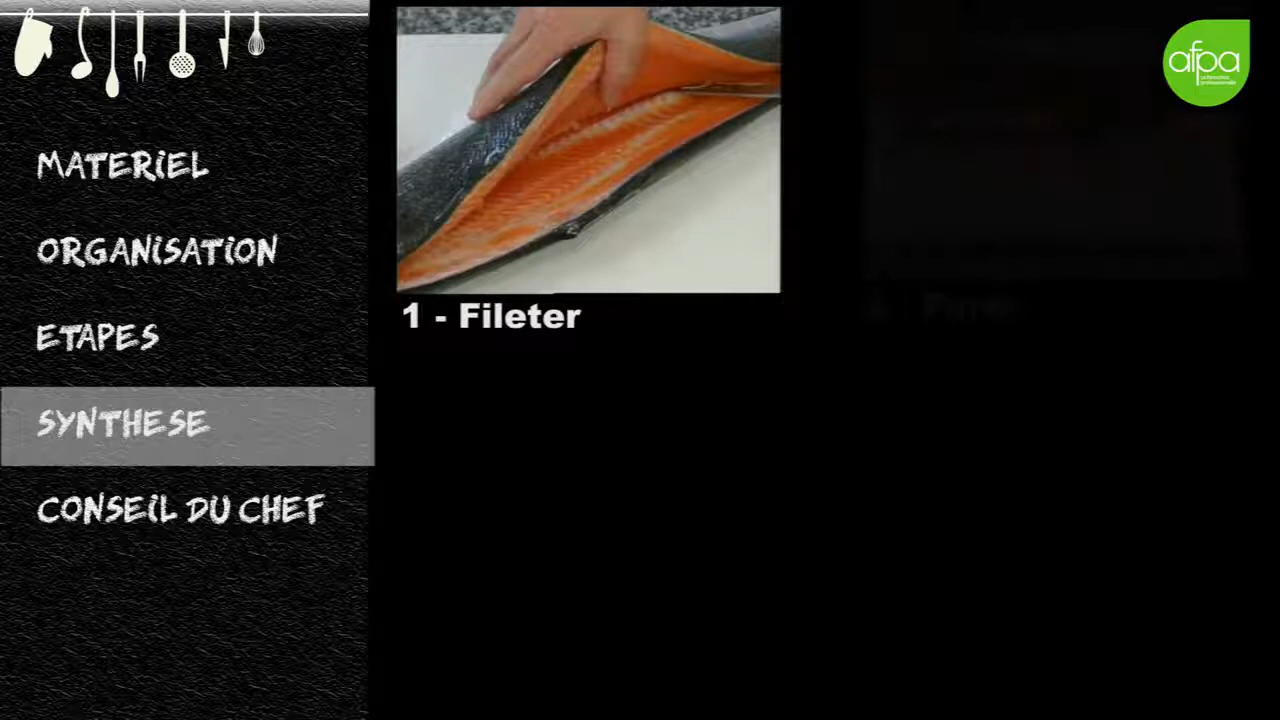 MATERIEL
ORGANISATION
ETAPES
SYNTHESE
CONSEIL DU CHEF
1 - Fileter
afpa